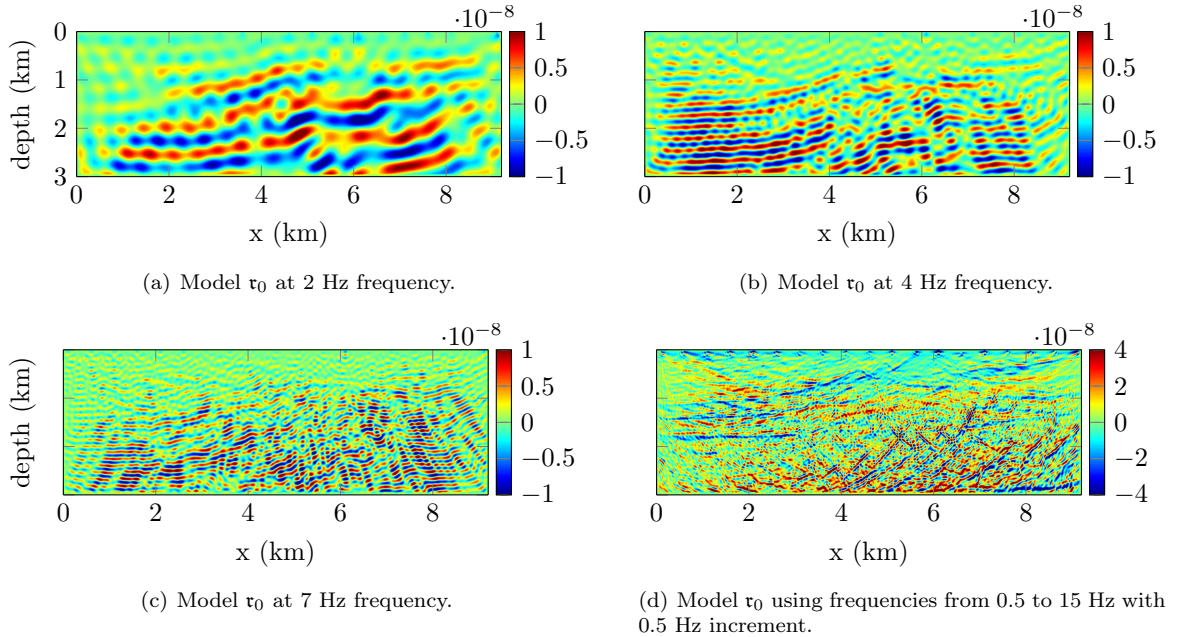 ·10⁻⁸
·10⁻⁸
0
1
2
3
depth (km)
0 2 4 6 8
x (km)
1
0.5
0
−0.5
−1
0 2 4 6 8
x (km)
1
0.5
0
−0.5
−1
(a) Model 𝔯₀ at 2 Hz frequency.
(b) Model 𝔯₀ at 4 Hz frequency.
·10⁻⁸
·10⁻⁸
depth (km)
0 2 4 6 8
x (km)
1
0.5
0
−0.5
−1
0 2 4 6 8
x (km)
4
2
0
−2
−4
(c) Model 𝔯₀ at 7 Hz frequency.
(d) Model 𝔯₀ using frequencies from 0.5 to 15 Hz with
0.5 Hz increment.